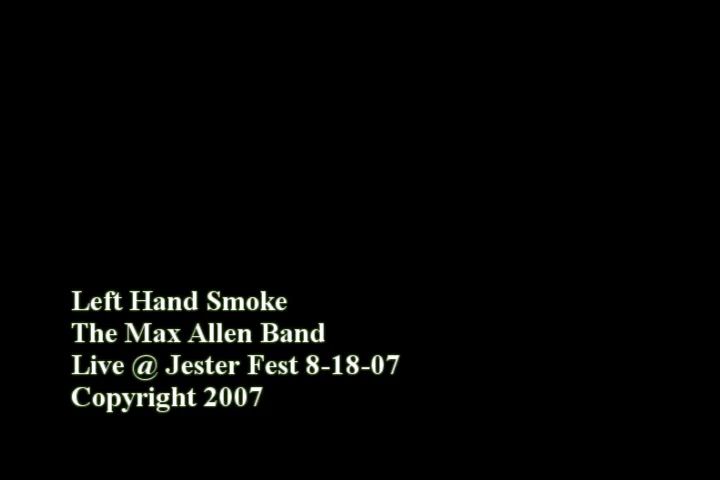 Left Hand Smoke
The Max Allen Band
Live @ Jester Fest 8-18-07
Copyright 2007